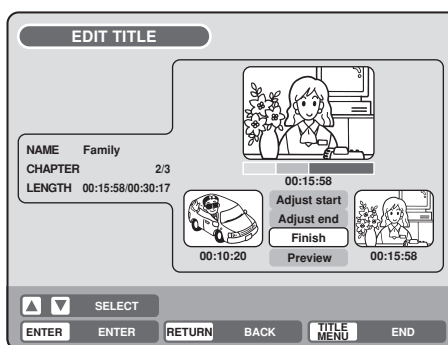 EDIT TITLE
NAME Family
CHAPTER 2/3
LENGTH 00:15:58/00:30:17
00:15:58
Adjust start
Adjust end
Finish
Preview
00:10:20
00:15:58
SELECT
ENTER ENTER RETURN BACK TITLE MENU END